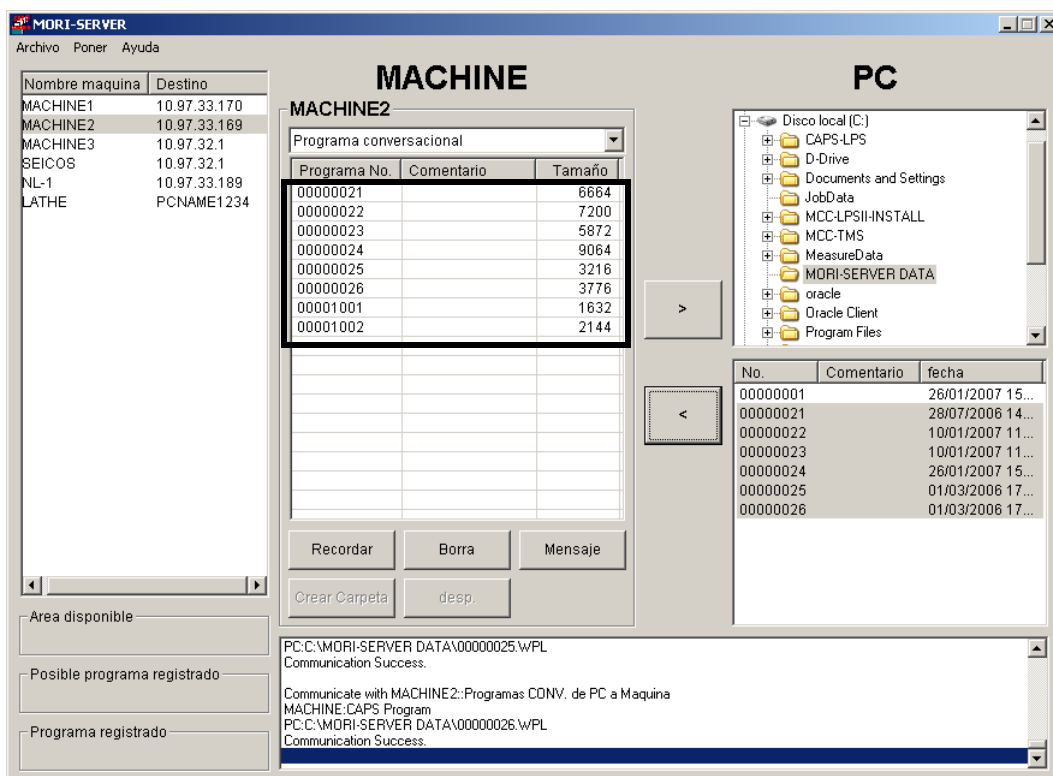 MORI-SERVER
Archivo Poner Ayuda
Nombre maquina Destino
MACHINE1 10.97.33.170
MACHINE2 10.97.33.169
MACHINE3 10.97.32.1
SEICOS 10.97.32.1
NL-1 10.97.33.189
LATHE PCNAME1234
Area disponible
Posible programa registrado
Programa registrado
MACHINE
MACHINE2
Programa conversacional
Programa No. Comentario Tamaño
00000021 6664
00000022 7200
00000023 5872
00000024 9064
00000025 3216
00000026 3776
00001001 1632
00001002 2144
Recordar Borra Mensaje
Crear Carpeta desp.
>
<
PC
Disco local (C:)
CAPS-LPS
D-Drive
Documents and Settings
JobData
MCC-LPSII-INSTALL
MCC-TMS
MeasureData
MORI-SERVER DATA
oracle
Oracle Client
Program Files
No. Comentario fecha
00000001 26/01/2007 15...
00000021 28/07/2006 14...
00000022 10/01/2007 11...
00000023 10/01/2007 11...
00000024 26/01/2007 15...
00000025 01/03/2006 17...
00000026 01/03/2006 17...
PC:C:\MORI-SERVER DATA\00000025.WPL
Communication Success.
Communicate with MACHINE2::Programas CONV. de PC a Maquina
MACHINE:CAPS Program
PC:C:\MORI-SERVER DATA\00000026.WPL
Communication Success.